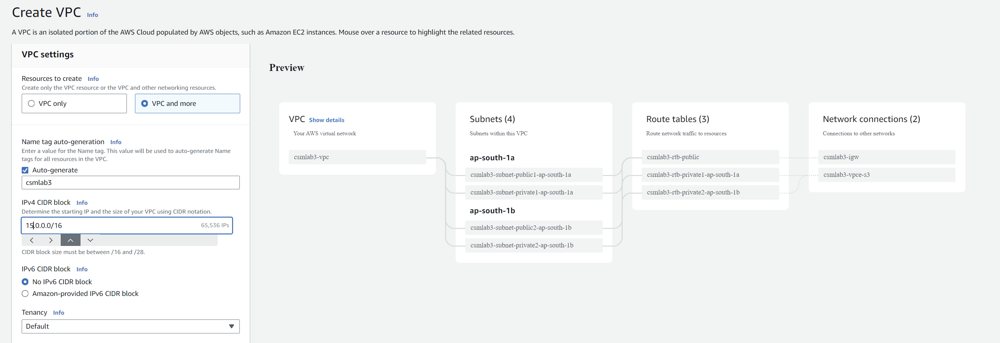 Create VPC Info
A VPC is an isolated portion of the AWS Cloud populated by AWS objects, such as Amazon EC2 instances. Mouse over a resource to highlight the related resources.
VPC settings
Resources to create Info
Create only the VPC resource or the VPC and other networking resources.
VPC only
VPC and more
Name tag auto-generation Info
Enter a value for the Name tag. This value will be used to auto-generate Name
tags for all resources in the VPC.
Auto-generate
csmlab3
IPv4 CIDR block Info
Determine the starting IP and the size of your VPC using CIDR notation.
15.0.0.0/16 65,536 IPs
CIDR block size must be between /16 and /28.
IPv6 CIDR block Info
No IPv6 CIDR block
Amazon-provided IPv6 CIDR block
Tenancy Info
Default
Preview
VPC Show details
Your AWS virtual network
csmlab3-vpc
Subnets (4)
Subnets within this VPC
ap-south-1a
csmlab3-subnet-public1-ap-south-1a
csmlab3-subnet-private1-ap-south-1a
ap-south-1b
csmlab3-subnet-public2-ap-south-1b
csmlab3-subnet-private2-ap-south-1b
Route tables (3)
Route network traffic to resources
csmlab3-rtb-public
csmlab3-rtb-private1-ap-south-1a
csmlab3-rtb-private2-ap-south-1b
Network connections (2)
Connections to other networks
csmlab3-igw
csmlab3-vpce-s3